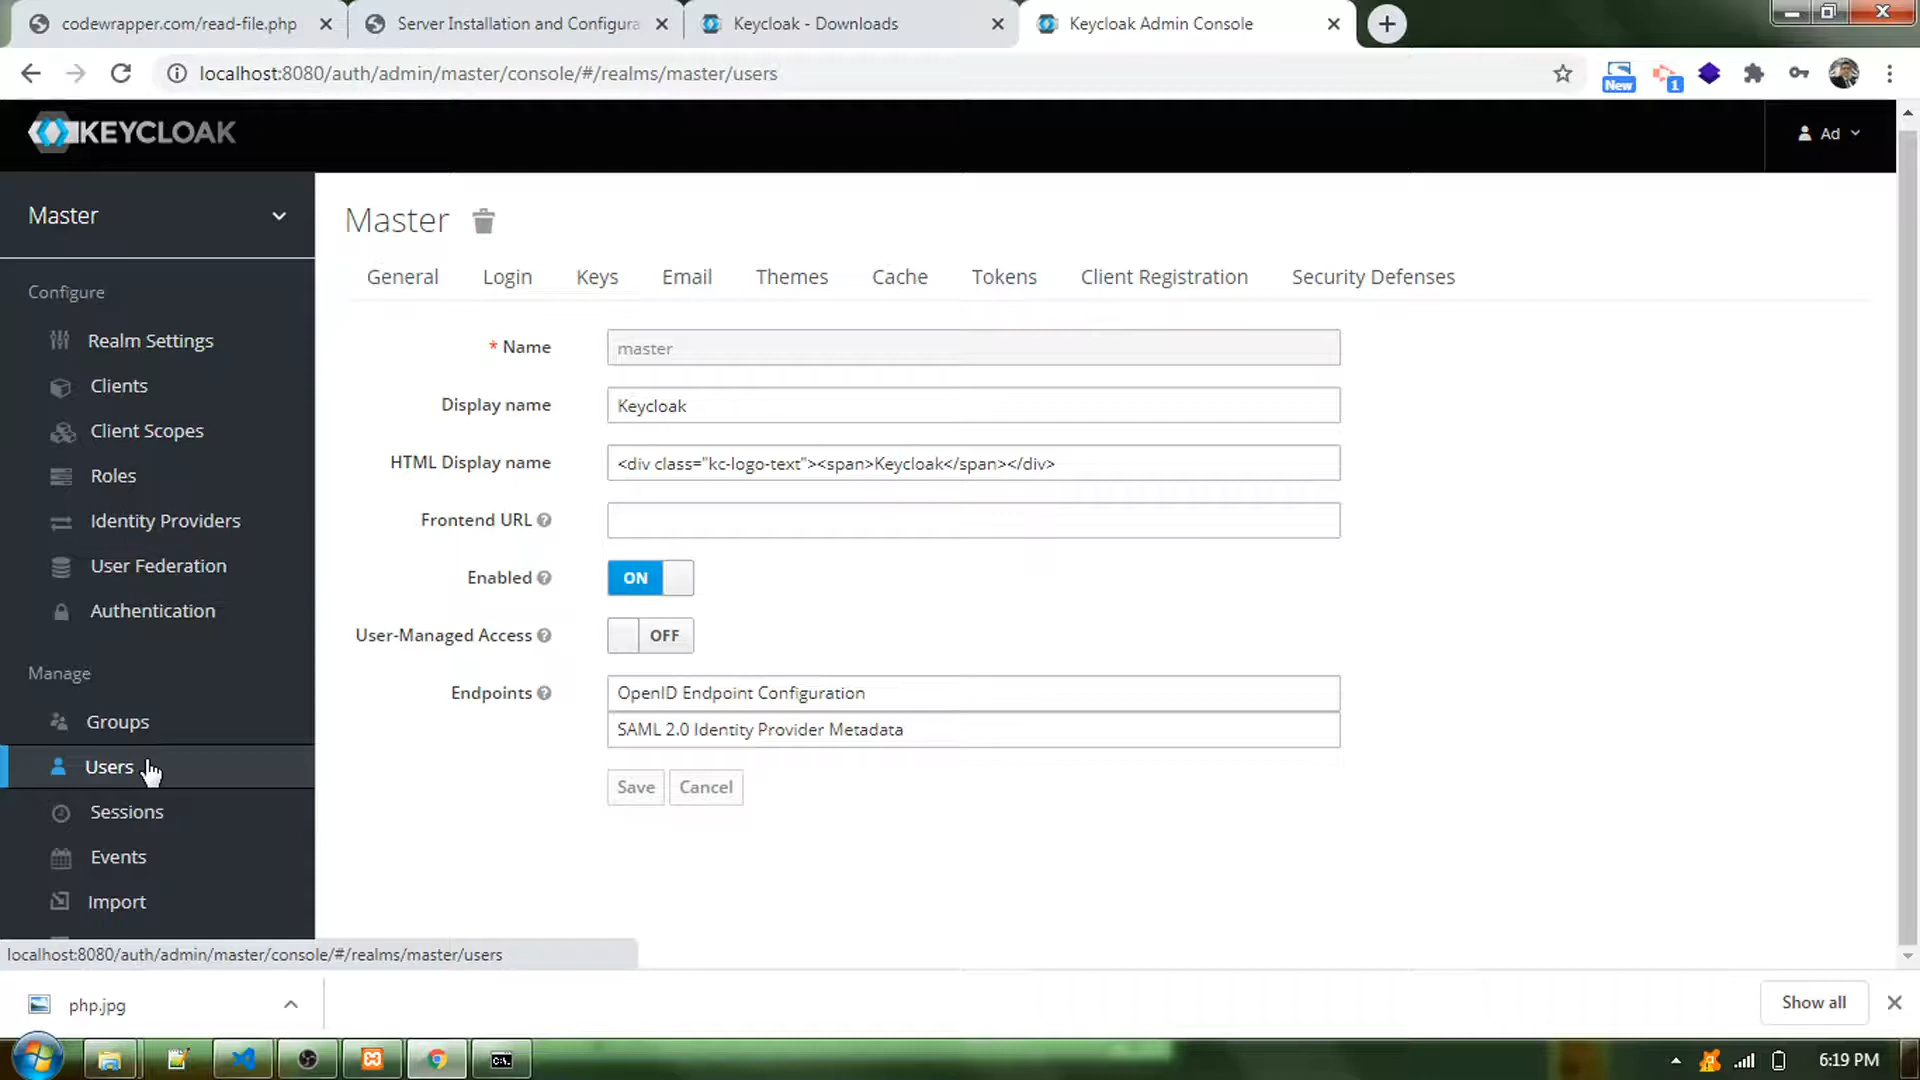 codewrapper.com/read-file.php
Server Installation and Configura
Keycloak - Downloads
Keycloak Admin Console
localhost:8080/auth/admin/master/console/#/realms/master/users
New
1
KEYCLOAK
Ad
Master
Configure
Realm Settings
Clients
Client Scopes
Roles
Identity Providers
User Federation
Authentication
Manage
Groups
Users
Sessions
Events
Import
Master
General Login Keys Email Themes Cache Tokens Client Registration Security Defenses
* Name master
Display name Keycloak
HTML Display name <div class="kc-logo-text"><span>Keycloak</span></div>
Frontend URL
Enabled ON
User-Managed Access OFF
Endpoints OpenID Endpoint Configuration
SAML 2.0 Identity Provider Metadata
Save Cancel
localhost:8080/auth/admin/master/console/#/realms/master/users
php.jpg
Show all
6:19 PM